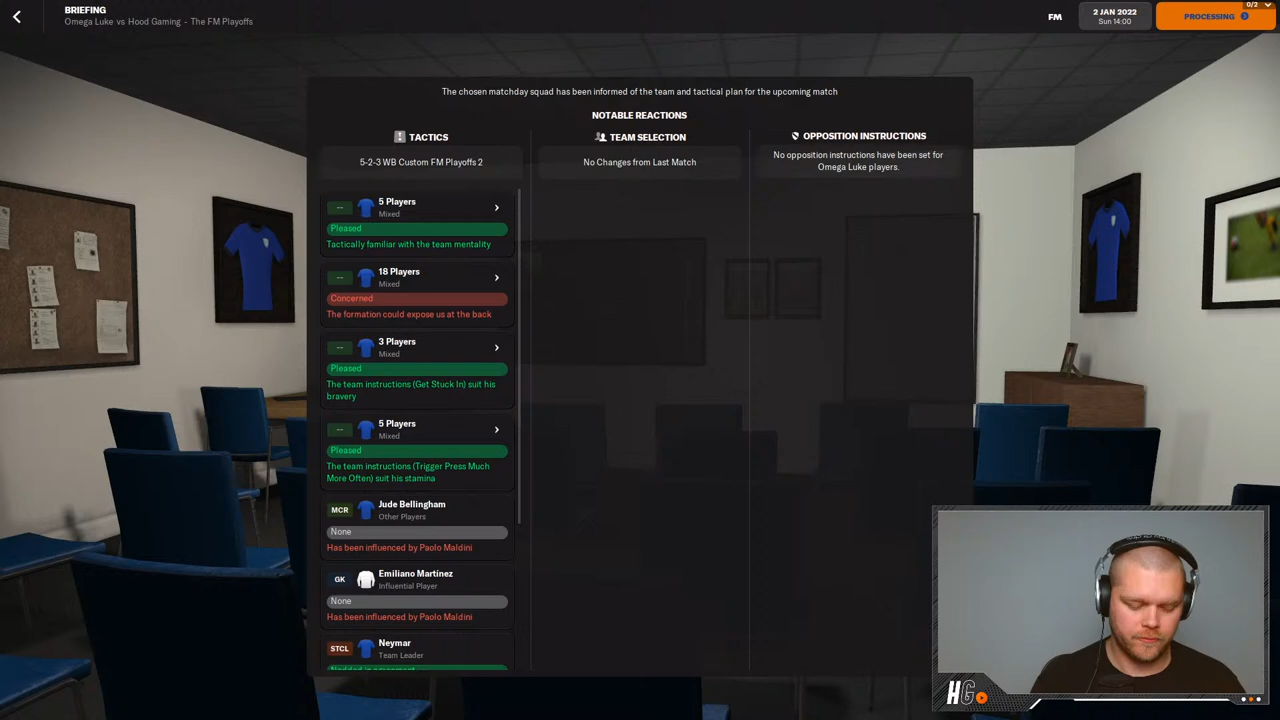 BRIEFING
Omega Luke vs Hood Gaming - The FM Playoffs
FM
2 JAN 2022
Sun 14:00
0/2
PROCESSING
The chosen matchday squad has been informed of the team and tactical plan for the upcoming match
NOTABLE REACTIONS
TACTICS
5-2-3 WB Custom FM Playoffs 2
5 Players
Mixed
Pleased
Tactically familiar with the team mentality
18 Players
Mixed
Concerned
The formation could expose us at the back
3 Players
Mixed
Pleased
The team instructions (Get Stuck In) suit his
bravery
5 Players
Mixed
Pleased
The team instructions (Trigger Press Much
More Often) suit his stamina
MCR
Jude Bellingham
Other Players
None
Has been influenced by Paolo Maldini
GK
Emiliano Martínez
Influential Player
None
Has been influenced by Paolo Maldini
STCL
Neymar
Team Leader
Nodded in agreement
TEAM SELECTION
No Changes from Last Match
OPPOSITION INSTRUCTIONS
No opposition instructions have been set for
Omega Luke players.
HG